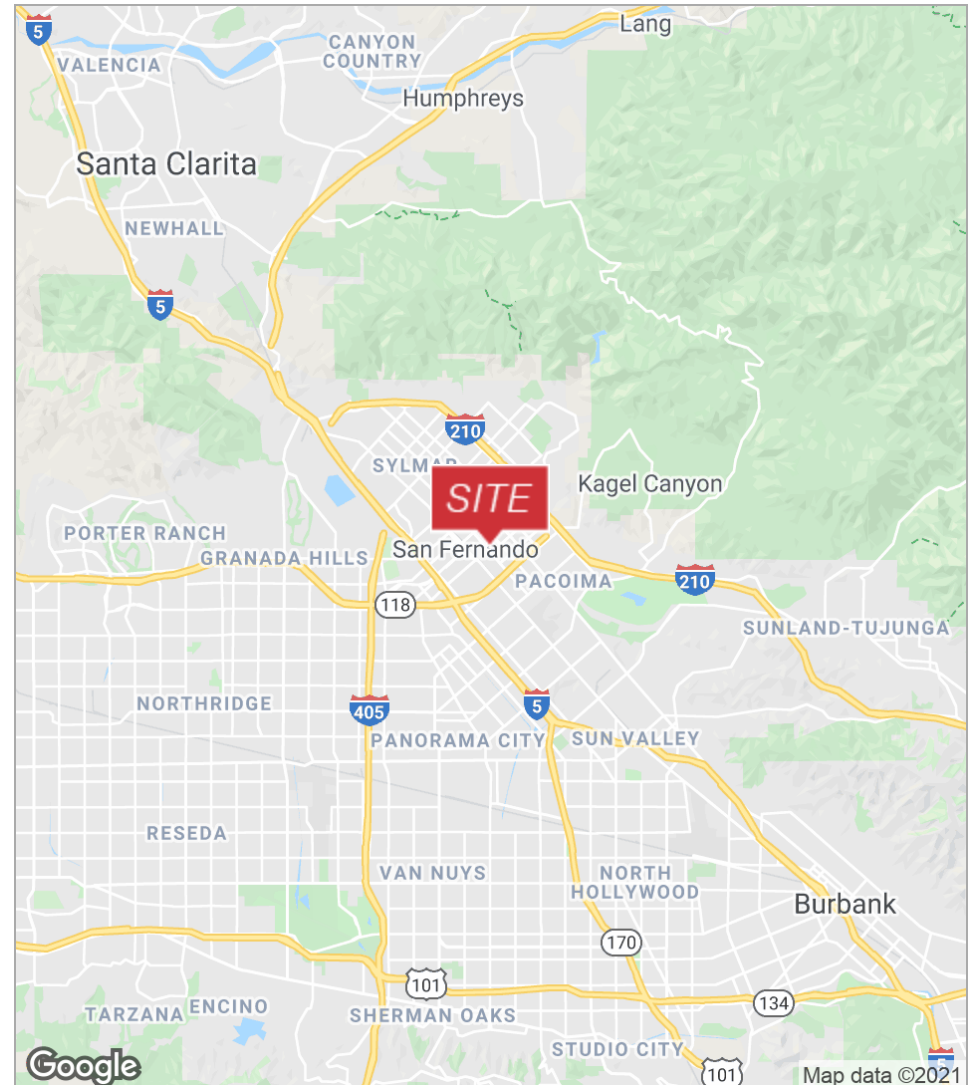 Lang
5
CANYON
COUNTRY
VALENCIA
Humphreys
Santa Clarita
NEWHALL
5
210
SYLMAR
SITE
Kagel Canyon
PORTER RANCH
San Fernando
GRANADA HILLS
PACOIMA
210
118
SUNLAND-TUJUNGA
NORTHRIDGE
405
5
PANORAMA CITY
SUN VALLEY
RESEDA
VAN NUYS
NORTH
HOLLYWOOD
Burbank
170
101
134
TARZANA
ENCINO
SHERMAN OAKS
STUDIO CITY
5
Google
101
Map data ©2021